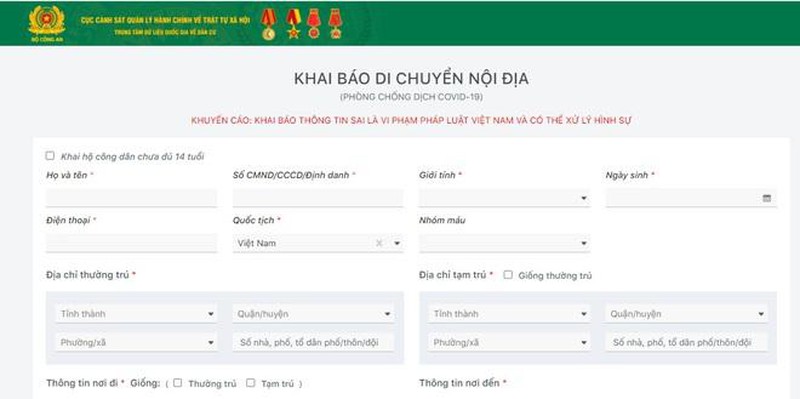 CỤC CẢNH SÁT QUẢN LÝ HÀNH CHÍNH VỀ TRẬT TỰ XÃ HỘI
TRUNG TÂM DỮ LIỆU QUỐC GIA VỀ DÂN CƯ
BỘ CÔNG AN
KHAI BÁO DI CHUYỂN NỘI ĐỊA
(PHÒNG CHỐNG DỊCH COVID-19)
KHUYẾN CÁO: KHAI BÁO THÔNG TIN SAI LÀ VI PHẠM PHÁP LUẬT VIỆT NAM VÀ CÓ THỂ XỬ LÝ HÌNH SỰ
Khai hộ công dân chưa đủ 14 tuổi
Họ và tên * Số CMND/CCCD/Định danh * Giới tính * Ngày sinh *
Điện thoại * Quốc tịch * Nhóm máu
Việt Nam
Địa chỉ thường trú * Địa chỉ tạm trú * Giống thường trú
Tỉnh thành Quận/huyện Tỉnh thành Quận/huyện
Phường/xã Số nhà, phố, tổ dân phố/thôn/đội Phường/xã Số nhà, phố, tổ dân phố/thôn/đội
Thông tin nơi đi * Giống: ( Thường trú Tạm trú ) Thông tin nơi đến *